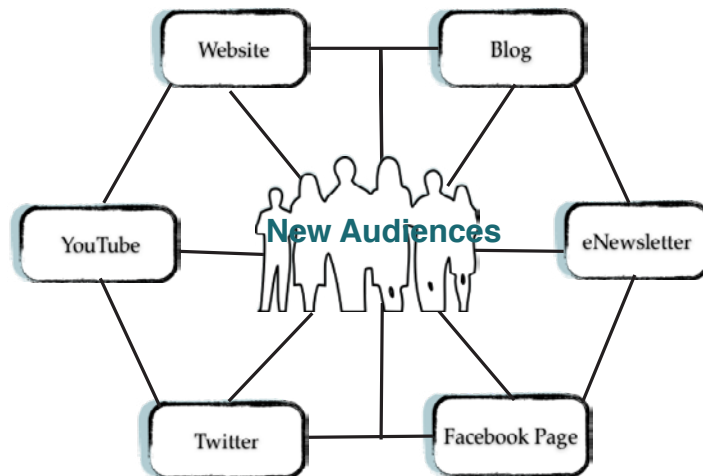 Website
Blog
New Audiences
YouTube
eNewsletter
Twitter
Facebook Page